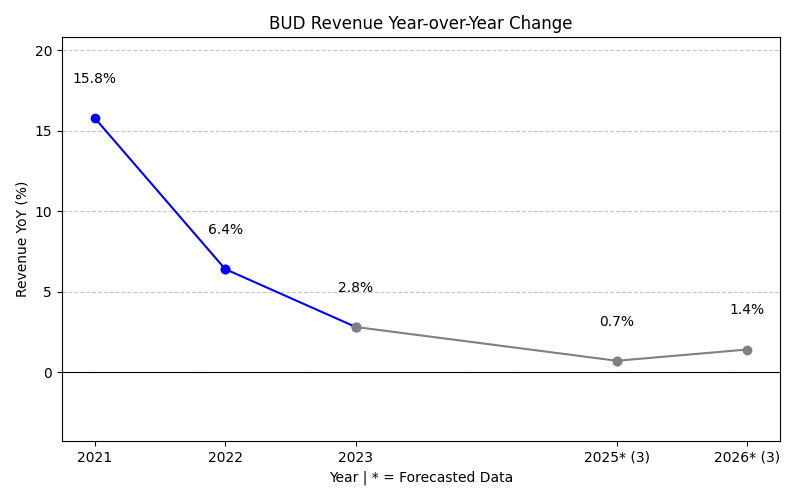 BUD Revenue Year-over-Year Change
20
15.8%
15
10
6.4%
5
2.8%
0.7%
1.4%
0
Revenue YoY (%)
2021 2022 2023 2025* (3) 2026* (3)
Year | * = Forecasted Data